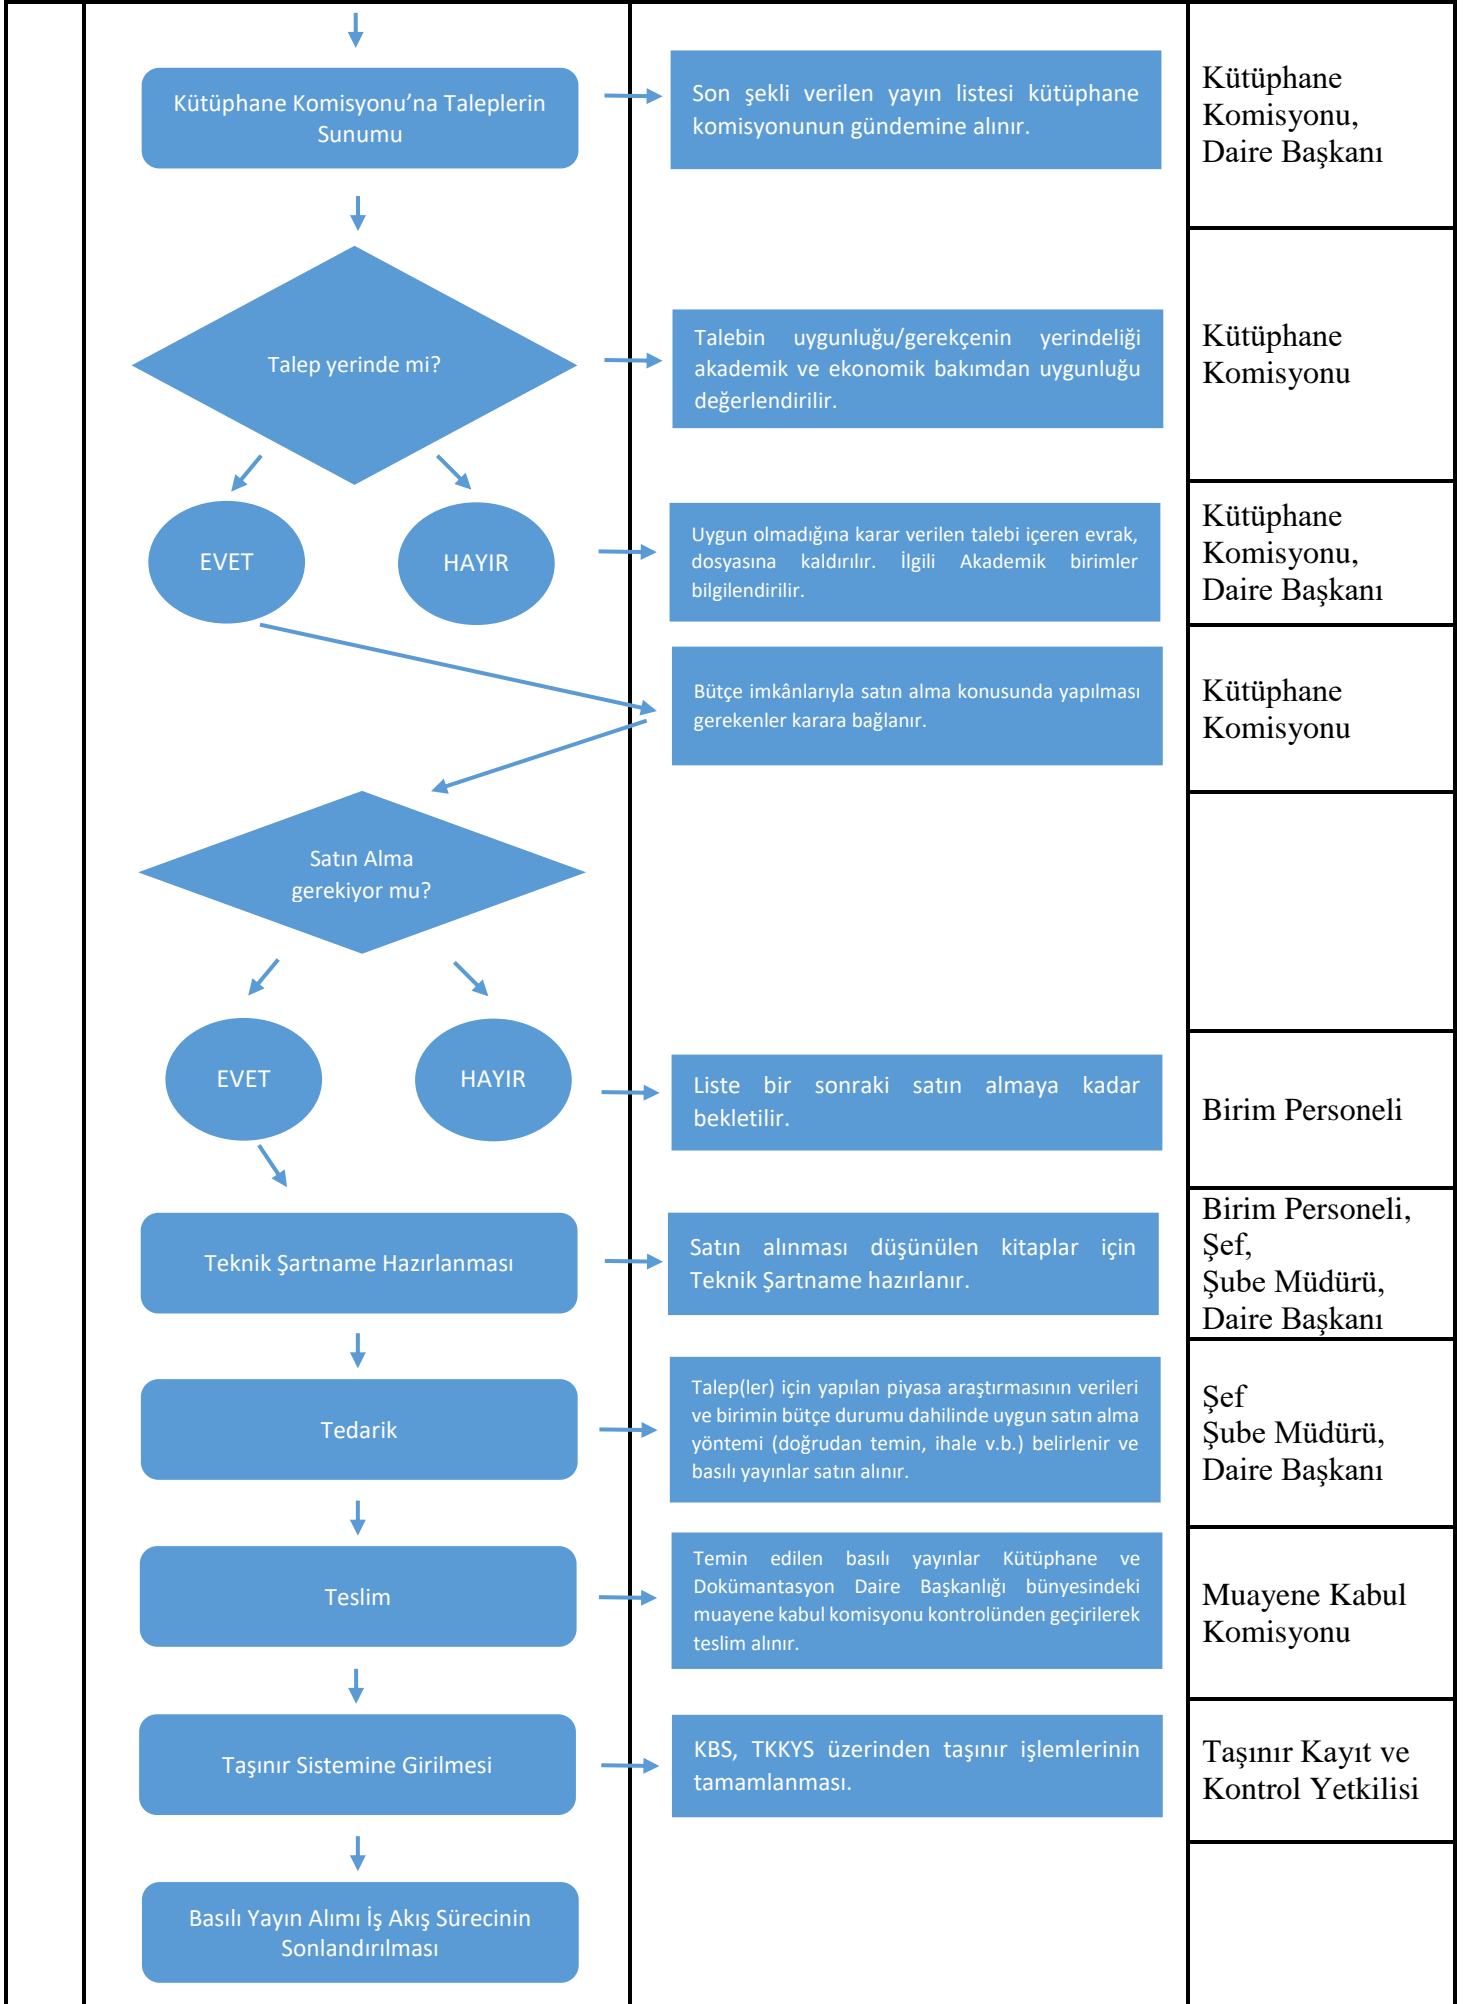 Kütüphane Komisyonu’na Taleplerin
Sunumu
Son şekli verilen yayın listesi kütüphane
komisyonunun gündemine alınır.
Kütüphane
Komisyonu,
Daire Başkanı
Talep yerinde mi?
Talebin uygunluğu/gerekçenin yerindeliği
akademik ve ekonomik bakımdan uygunluğu
değerlendirilir.
Kütüphane
Komisyonu
EVET
HAYIR
Uygun olmadığına karar verilen talebi içeren evrak,
dosyasına kaldırılır. İlgili Akademik birimler
bilgilendirilir.
Kütüphane
Komisyonu,
Daire Başkanı
Bütçe imkânlarıyla satın alma konusunda yapılması
gerekenler karara bağlanır.
Kütüphane
Komisyonu
Satın Alma
gerekiyor mu?
EVET
HAYIR
Liste bir sonraki satın almaya kadar
bekletilir.
Birim Personeli
Teknik Şartname Hazırlanması
Satın alınması düşünülen kitaplar için
Teknik Şartname hazırlanır.
Birim Personeli,
Şef,
Şube Müdürü,
Daire Başkanı
Tedarik
Talep(ler) için yapılan piyasa araştırmasının verileri
ve birimin bütçe durumu dahilinde uygun satın alma
yöntemi (doğrudan temin, ihale v.b.) belirlenir ve
basılı yayınlar satın alınır.
Şef
Şube Müdürü,
Daire Başkanı
Teslim
Temin edilen basılı yayınlar Kütüphane ve
Dokümantasyon Daire Başkanlığı bünyesindeki
muayene kabul komisyonu kontrolünden geçirilerek
teslim alınır.
Muayene Kabul
Komisyonu
Taşınır Sistemine Girilmesi
KBS, TKKYS üzerinden taşınır işlemlerinin
tamamlanması.
Taşınır Kayıt ve
Kontrol Yetkilisi
Basılı Yayın Alımı İş Akış Sürecinin
Sonlandırılması